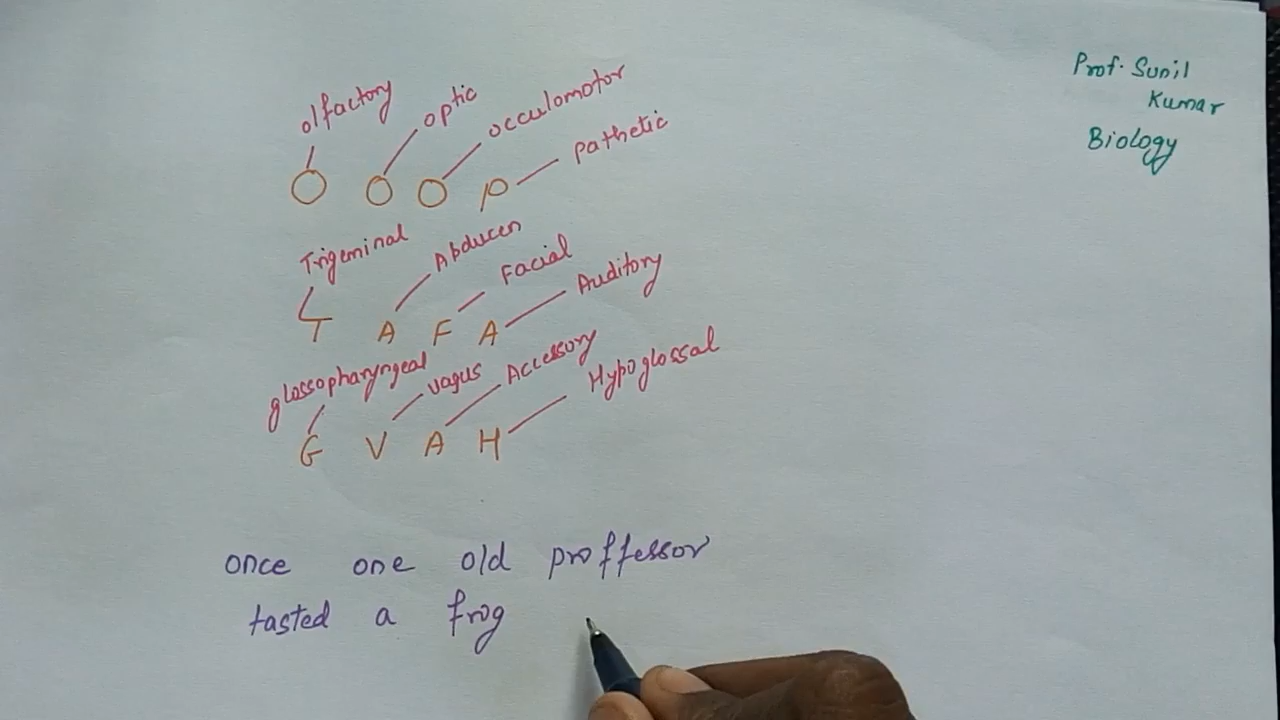 olfactory optic occulomotor pathetic
O O O P
Trigeminal Abducen Facial Auditory
T A F A
glossopharyngeal vagus Accessory Hypoglossal
G V A H
once one old proffessor
tasted a frog
Prof. Sunil
Kumar
Biology